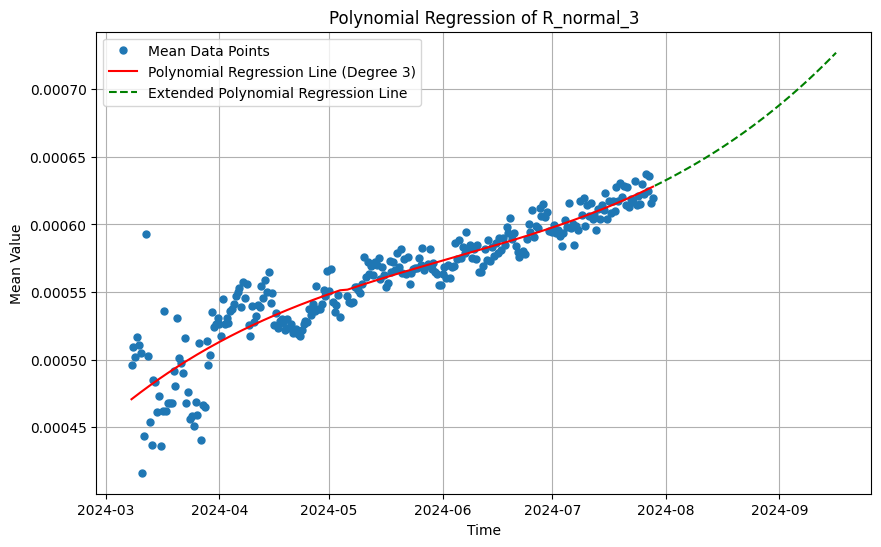 Polynomial Regression of R_normal_3
Mean Data Points
Polynomial Regression Line (Degree 3)
Extended Polynomial Regression Line
0.00070
0.00065
0.00060
0.00055
0.00050
0.00045
Mean Value
2024-03 2024-04 2024-05 2024-06 2024-07 2024-08 2024-09
Time